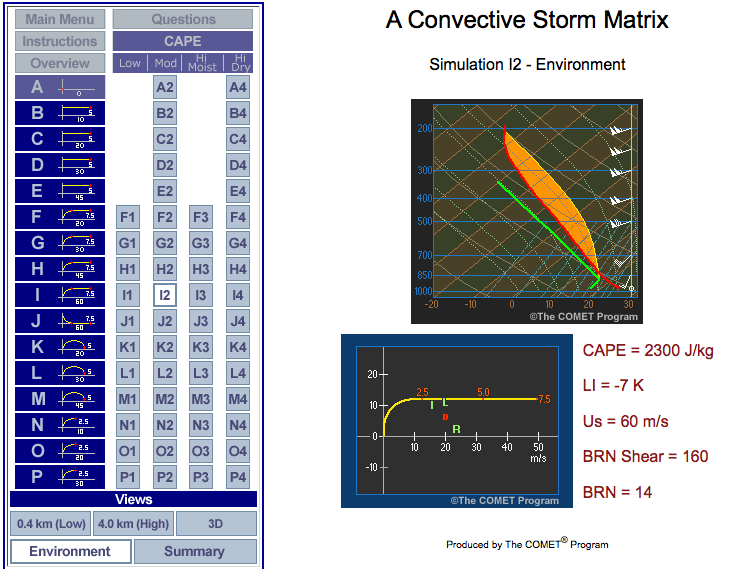 Main Menu
Questions
Instructions
CAPE
Overview
Low
Mod
Hi Moist
Hi Dry
A 0 A2 A4
B 5 10 B2 B4
C 5 20 C2 C4
D 5 30 D2 D4
E 5 45 E2 E4
F 7.5 20 F1 F2 F3 F4
G 7.5 30 G1 G2 G3 G4
H 7.5 45 H1 H2 H3 H4
I 7.5 60 I1 I2 I3 I4
J 7.5 60 J1 J2 J3 J4
K 5 20 K1 K2 K3 K4
L 5 30 L1 L2 L3 L4
M 5 45 M1 M2 M3 M4
N 2.5 10 N1 N2 N3 N4
O 2.5 20 O1 O2 O3 O4
P 2.5 30 P1 P2 P3 P4
Views
0.4 km (Low)
4.0 km (High)
3D
Environment
Summary
A Convective Storm Matrix
Simulation I2 - Environment
200
300
400
500
700
850
1000
-20 -10 0 10 20 30
©The COMET Program
20
10
0
-10
2.5 5.0 7.5
I L
D
R
10 20 30 40 50
m/s
©The COMET Program
CAPE = 2300 J/kg
LI = -7 K
Us = 60 m/s
BRN Shear = 160
BRN = 14
Produced by The COMET® Program